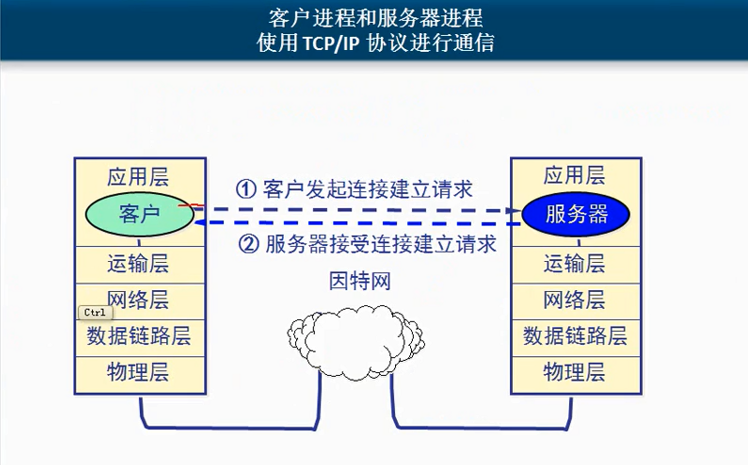 客户进程和服务器进程
使用 TCP/IP 协议进行通信
应用层
客户
运输层
网络层
Ctrl
数据链路层
物理层
① 客户发起连接建立请求
② 服务器接受连接建立请求
因特网
应用层
服务器
运输层
网络层
数据链路层
物理层